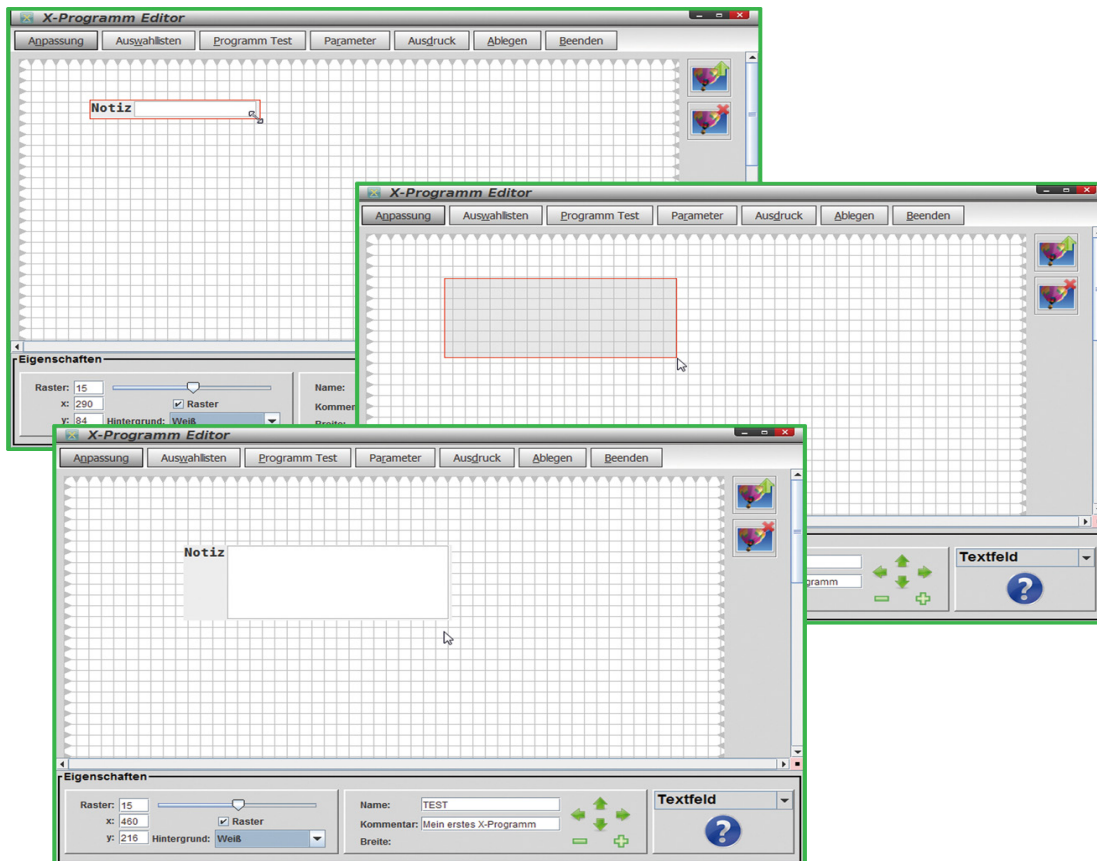 X-Programm Editor
Anpassung Auswahllisten Programm Test Parameter Ausdruck Ablegen Beenden
Notiz
Eigenschaften
Raster: 15
x: 290 Raster
y: 84 Hintergrund: Weiß
Name:
Kommen
Breite:
X-Programm Editor
Anpassung Auswahllisten Programm Test Parameter Ausdruck Ablegen Beenden
gramm
Textfeld
?
X-Programm Editor
Anpassung Auswahllisten Programm Test Parameter Ausdruck Ablegen Beenden
Notiz
Eigenschaften
Raster: 15
x: 460 Raster
y: 216 Hintergrund: Weiß
Name: TEST
Kommentar: Mein erstes X-Programm
Breite:
Textfeld
?